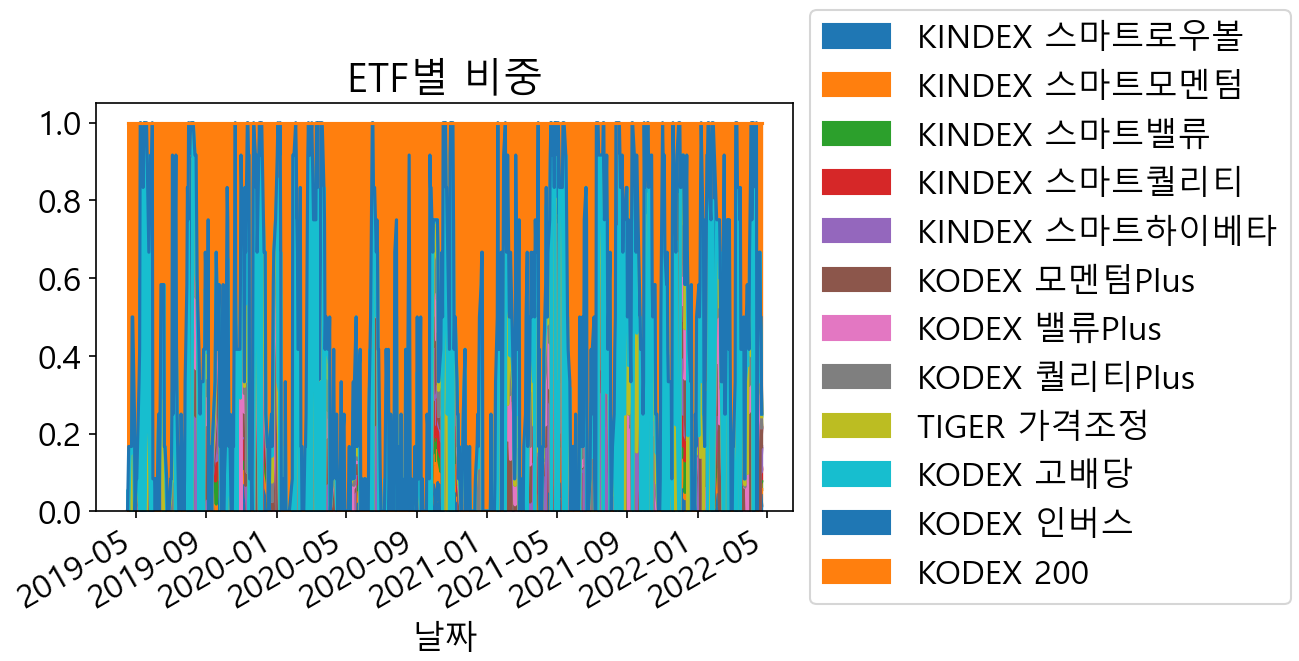 ETF별 비중
1.0
0.8
0.6
0.4
0.2
0.0
2019-05
2019-09
2020-01
2020-05
2020-09
2021-01
2021-05
2021-09
2022-01
2022-05
날짜
KINDEX 스마트로우볼
KINDEX 스마트모멘텀
KINDEX 스마트밸류
KINDEX 스마트퀄리티
KINDEX 스마트하이베타
KODEX 모멘텀Plus
KODEX 밸류Plus
KODEX 퀄리티Plus
TIGER 가격조정
KODEX 고배당
KODEX 인버스
KODEX 200